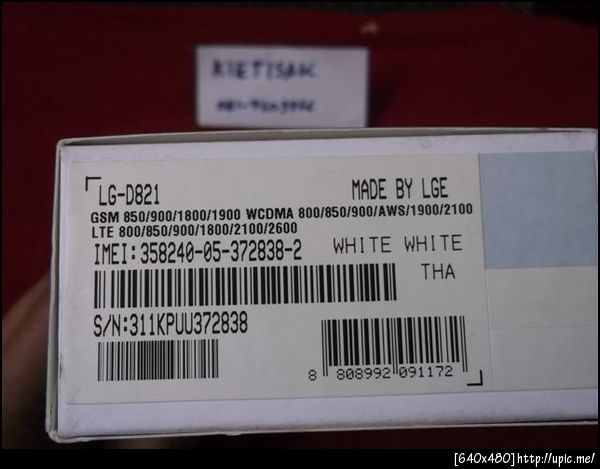 KIETISAK
LG-D821 MADE BY LGE
GSM 850/900/1800/1900 WCDMA 800/850/900/AWS/1900/2100
LTE 800/850/900/1800/2100/2600
IMEI:358240-05-372838-2 WHITE WHITE
THA
S/N:311KPUU372838
8 808992 091172
[640x480]http://upic.me/